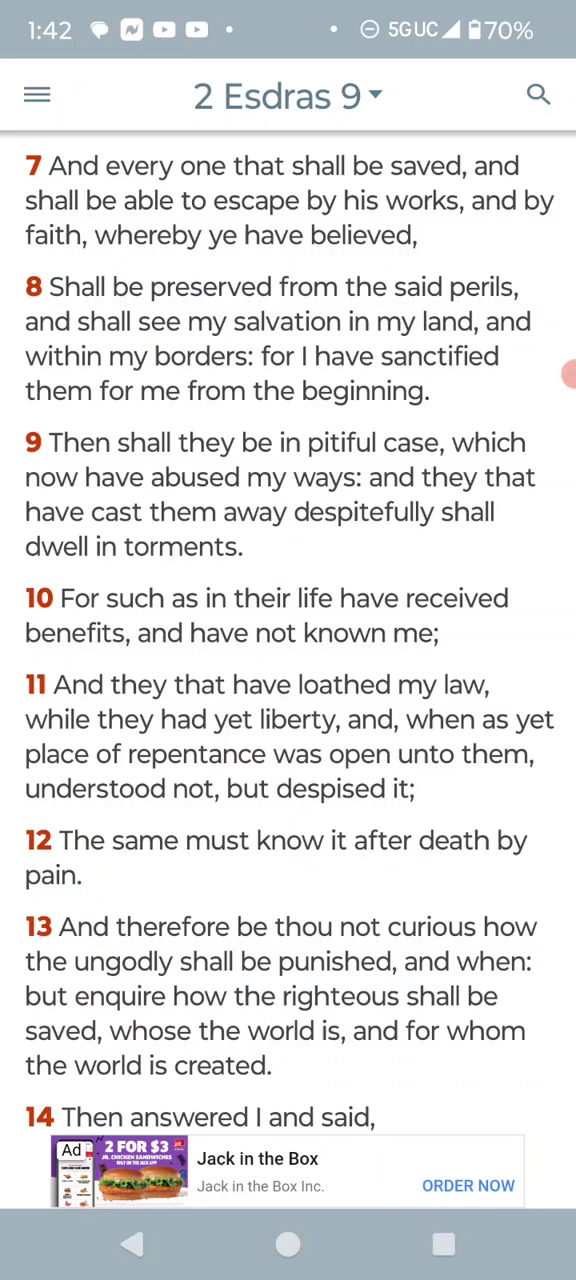 1:42 5G UC 70%
2 Esdras 9
7 And every one that shall be saved, and
shall be able to escape by his works, and by
faith, whereby ye have believed,
8 Shall be preserved from the said perils,
and shall see my salvation in my land, and
within my borders: for I have sanctified
them for me from the beginning.
9 Then shall they be in pitiful case, which
now have abused my ways: and they that
have cast them away despitefully shall
dwell in torments.
10 For such as in their life have received
benefits, and have not known me;
11 And they that have loathed my law,
while they had yet liberty, and, when as yet
place of repentance was open unto them,
understood not, but despised it;
12 The same must know it after death by
pain.
13 And therefore be thou not curious how
the ungodly shall be punished, and when:
but enquire how the righteous shall be
saved, whose the world is, and for whom
the world is created.
14 Then answered I and said,
Ad
2 FOR $3
JR. CHICKEN SANDWICHES
ONLY IN THE JACK APP
Jack in the Box
Jack in the Box Inc.
ORDER NOW